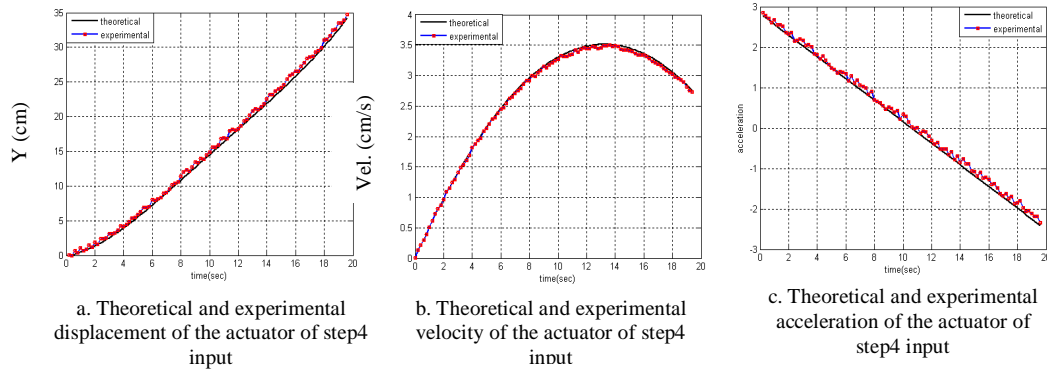 35
30
25
20
15
10
5
0
Y (cm)
theoretical
experimental
0 2 4 6 8 10 12 14 16 18 20
time(sec)
a. Theoretical and experimental
displacement of the actuator of step4
input
4
3.5
3
2.5
2
1.5
1
0.5
0
Vel. (cm/s)
theoretical
experimental
0 2 4 6 8 10 12 14 16 18 20
time(sec)
b. Theoretical and experimental
velocity of the actuator of step4
input
3
2
1
0
-1
-2
-3
acceleration
theoretical
experimental
0 2 4 6 8 10 12 14 16 18 20
time(sec)
c. Theoretical and experimental
acceleration of the actuator of
step4 input